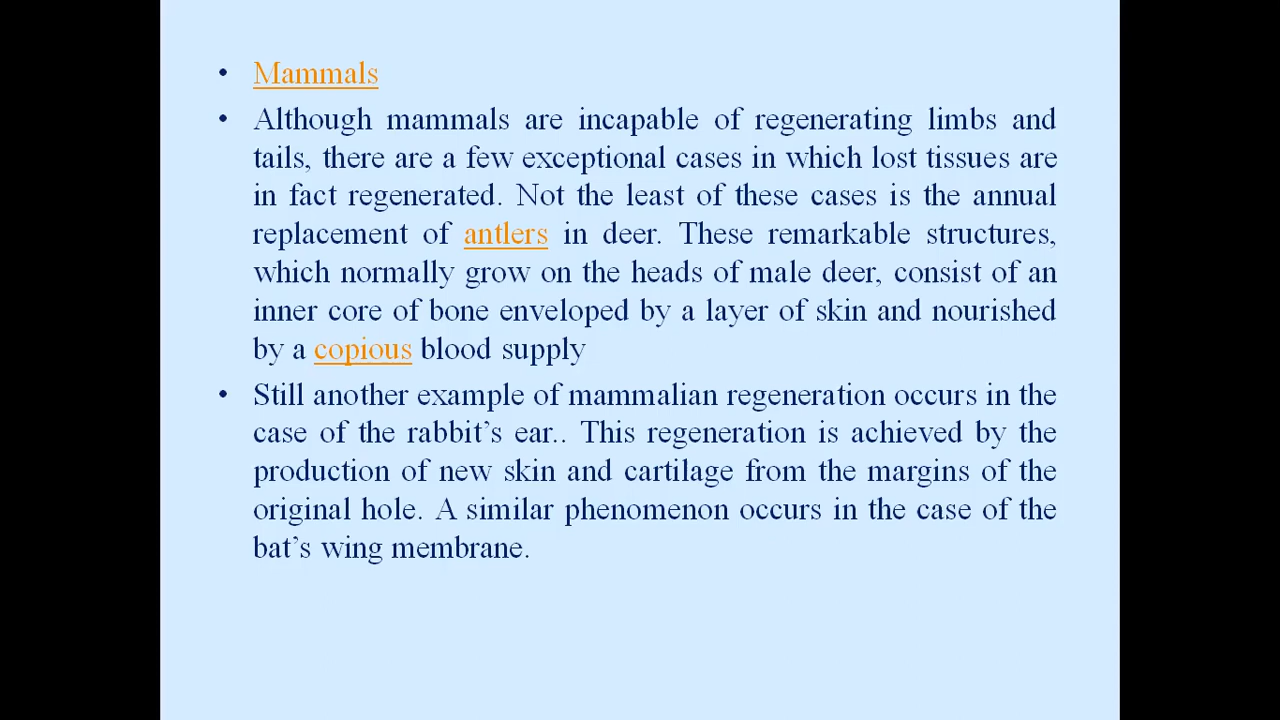 • Mammals
• Although mammals are incapable of regenerating limbs and
tails, there are a few exceptional cases in which lost tissues are
in fact regenerated. Not the least of these cases is the annual
replacement of antlers in deer. These remarkable structures,
which normally grow on the heads of male deer, consist of an
inner core of bone enveloped by a layer of skin and nourished
by a copious blood supply
• Still another example of mammalian regeneration occurs in the
case of the rabbit’s ear.. This regeneration is achieved by the
production of new skin and cartilage from the margins of the
original hole. A similar phenomenon occurs in the case of the
bat’s wing membrane.